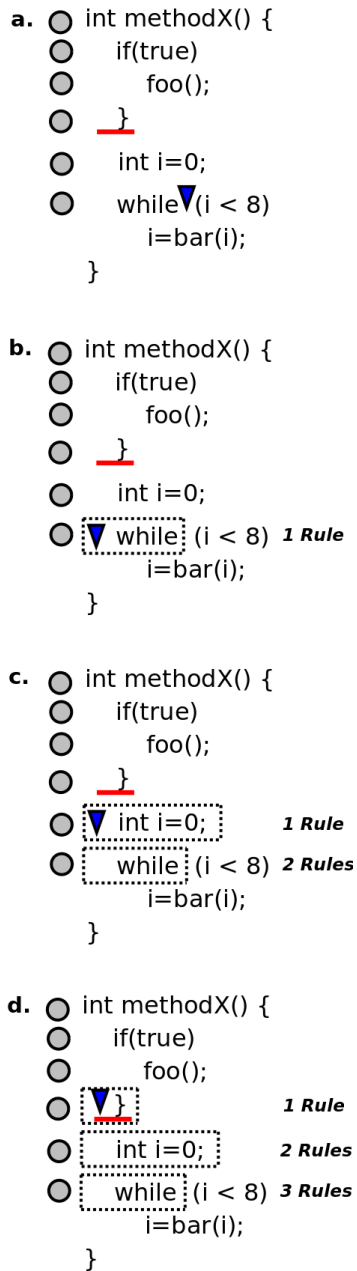 a. int methodX() {
if(true)
foo();
}
int i=0;
while (i < 8)
i=bar(i);
}
b. int methodX() {
if(true)
foo();
}
int i=0;
while (i < 8) 1 Rule
i=bar(i);
}
c. int methodX() {
if(true)
foo();
}
int i=0; 1 Rule
while (i < 8) 2 Rules
i=bar(i);
}
d. int methodX() {
if(true)
foo();
} 1 Rule
int i=0; 2 Rules
while (i < 8) 3 Rules
i=bar(i);
}